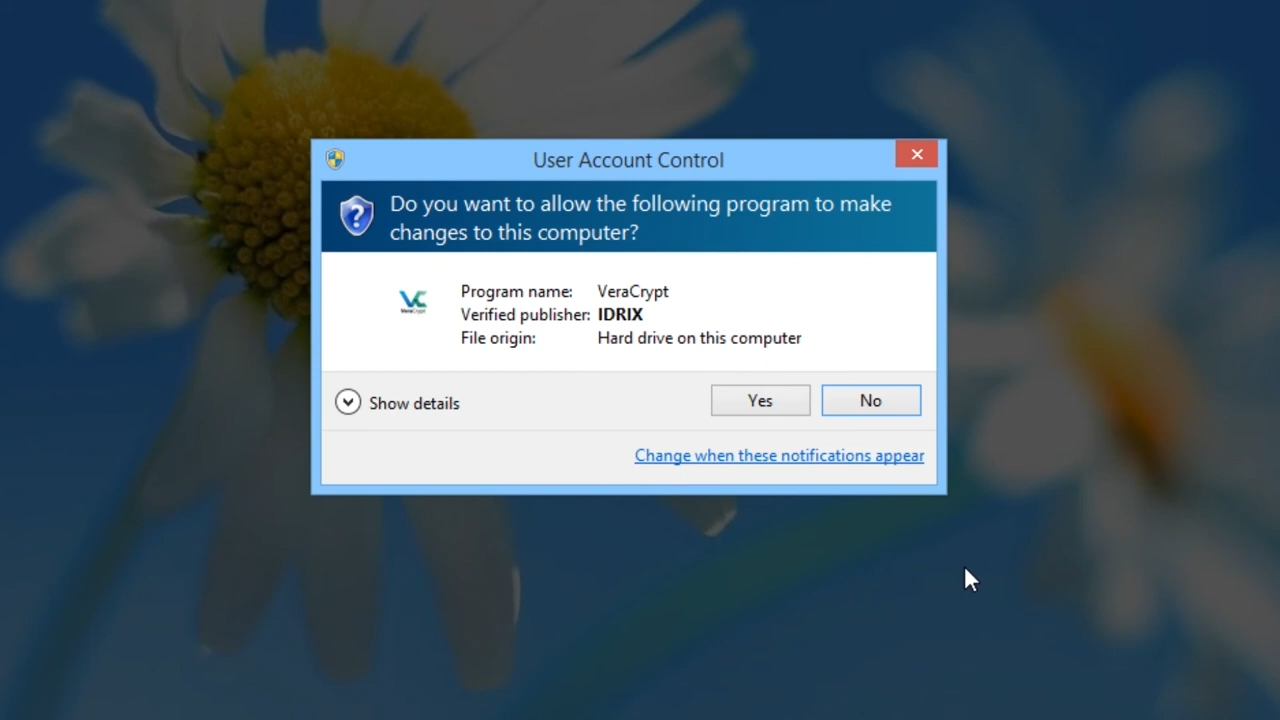 User Account Control
Do you want to allow the following program to make
changes to this computer?
VeraCrypt
Program name: VeraCrypt
Verified publisher: IDRIX
File origin: Hard drive on this computer
Show details
Yes
No
Change when these notifications appear